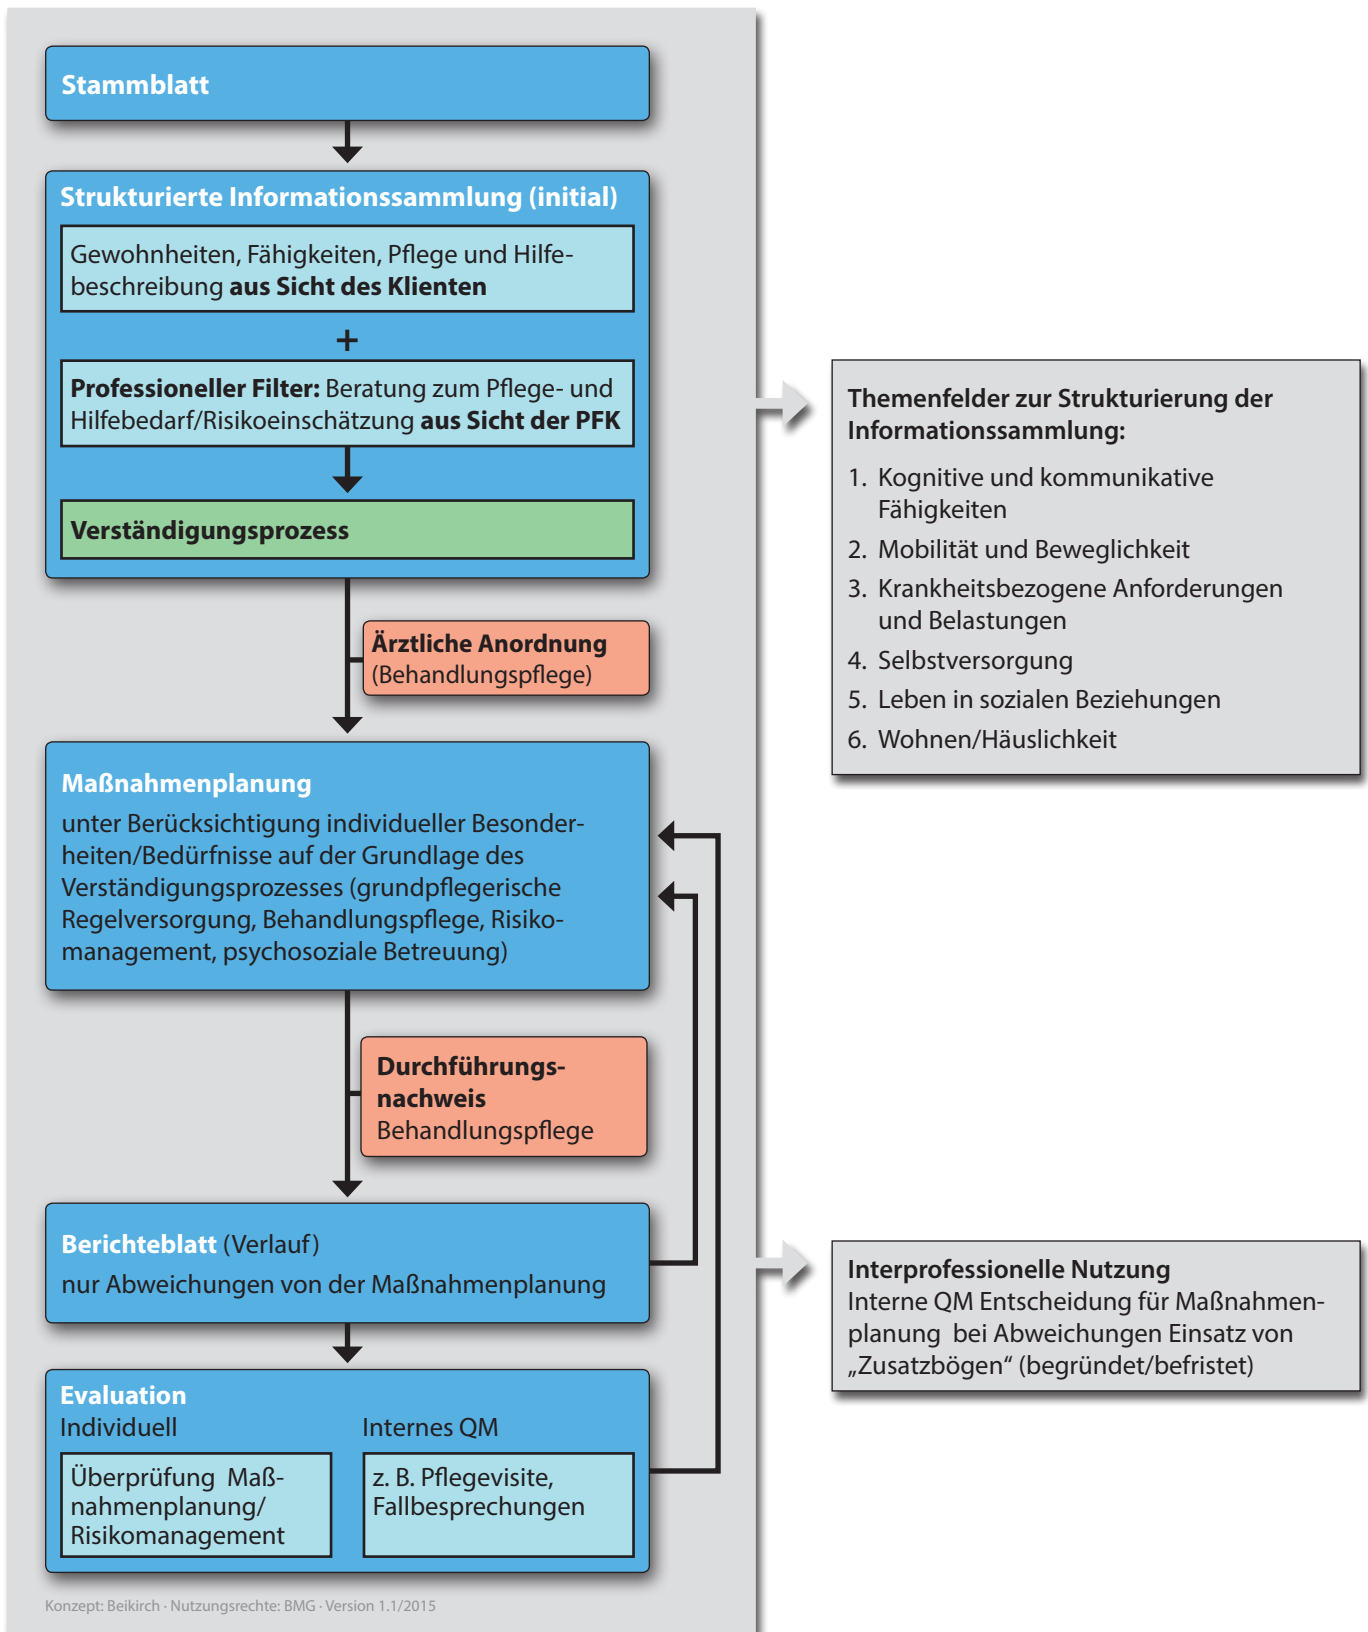 Stammblatt
Strukturierte Informationssammlung (initial)
Gewohnheiten, Fähigkeiten, Pflege und Hilfe-
beschreibung aus Sicht des Klienten
+
Professioneller Filter: Beratung zum Pflege- und
Hilfebedarf/Risikoeinschätzung aus Sicht der PFK
Verständigungsprozess
Ärztliche Anordnung
(Behandlungspflege)
Maßnahmenplanung
unter Berücksichtigung individueller Besonder-
heiten/Bedürfnisse auf der Grundlage des
Verständigungsprozesses (grundpflegerische
Regelversorgung, Behandlungspflege, Risiko-
management, psychosoziale Betreuung)
Durchführungs-
nachweis
Behandlungspflege
Berichteblatt (Verlauf)
nur Abweichungen von der Maßnahmenplanung
Evaluation
Individuell
Überprüfung Maß-
nahmenplanung/
Risikomanagement
Internes QM
z. B. Pflegevisite,
Fallbesprechungen
Konzept: Beikirch · Nutzungsrechte: BMG · Version 1.1/2015
Themenfelder zur Strukturierung der
Informationssammlung:
1. Kognitive und kommunikative
Fähigkeiten
2. Mobilität und Beweglichkeit
3. Krankheitsbezogene Anforderungen
und Belastungen
4. Selbstversorgung
5. Leben in sozialen Beziehungen
6. Wohnen/Häuslichkeit
Interprofessionelle Nutzung
Interne QM Entscheidung für Maßnahmen-
planung bei Abweichungen Einsatz von
„Zusatzbögen“ (begründet/befristet)